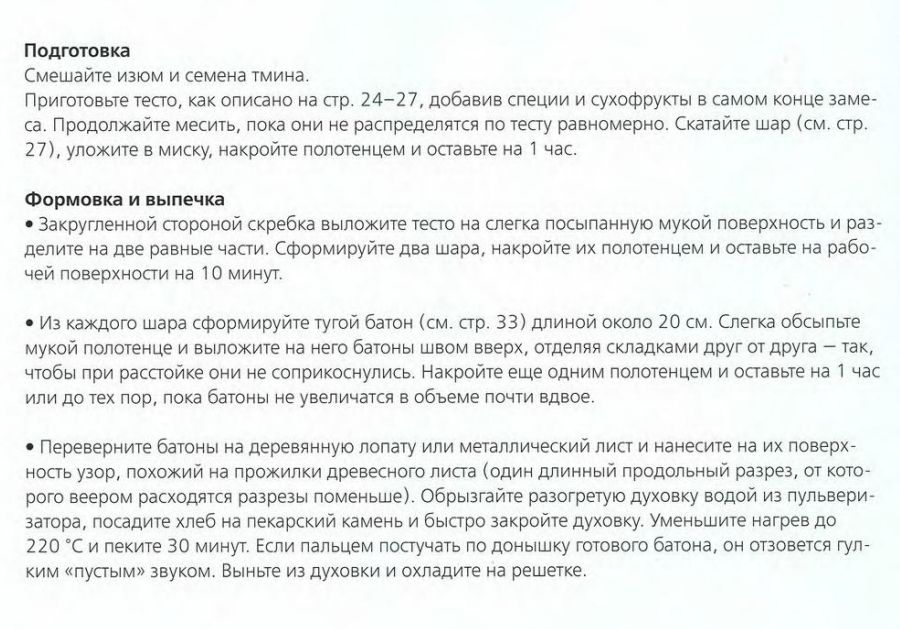 Подготовка
Смешайте изюм и семена тмина.
Приготовьте тесто, как описано на стр. 24–27, добавив специи и сухофрукты в самом конце заме-
са. Продолжайте месить, пока они не распределятся по тесту равномерно. Скатайте шар (см. стр.
27), уложите в миску, накройте полотенцем и оставьте на 1 час.
Формовка и выпечка
• Закругленной стороной скребка выложите тесто на слегка посыпанную мукой поверхность и раз-
делите на две равные части. Сформируйте два шара, накройте их полотенцем и оставьте на рабо-
чей поверхности на 10 минут.
• Из каждого шара сформируйте тугой батон (см. стр. 33) длиной около 20 см. Слегка обсыпьте
мукой полотенце и выложите на него батоны швом вверх, отделяя складками друг от друга — так,
чтобы при расстойке они не соприкоснулись. Накройте еще одним полотенцем и оставьте на 1 час
или до тех пор, пока батоны не увеличатся в объеме почти вдвое.
• Переверните батоны на деревянную лопату или металлический лист и нанесите на их поверх-
ность узор, похожий на прожилки древесного листа (один длинный продольный разрез, от кото-
рого веером расходятся разрезы поменьше). Обрызгайте разогретую духовку водой из пульвери-
затора, посадите хлеб на пекарский камень и быстро закройте духовку. Уменьшите нагрев до
220 °С и пеките 30 минут. Если пальцем постучать по донышку готового батона, он отзовется гул-
ким «пустым» звуком. Выньте из духовки и охладите на решетке.